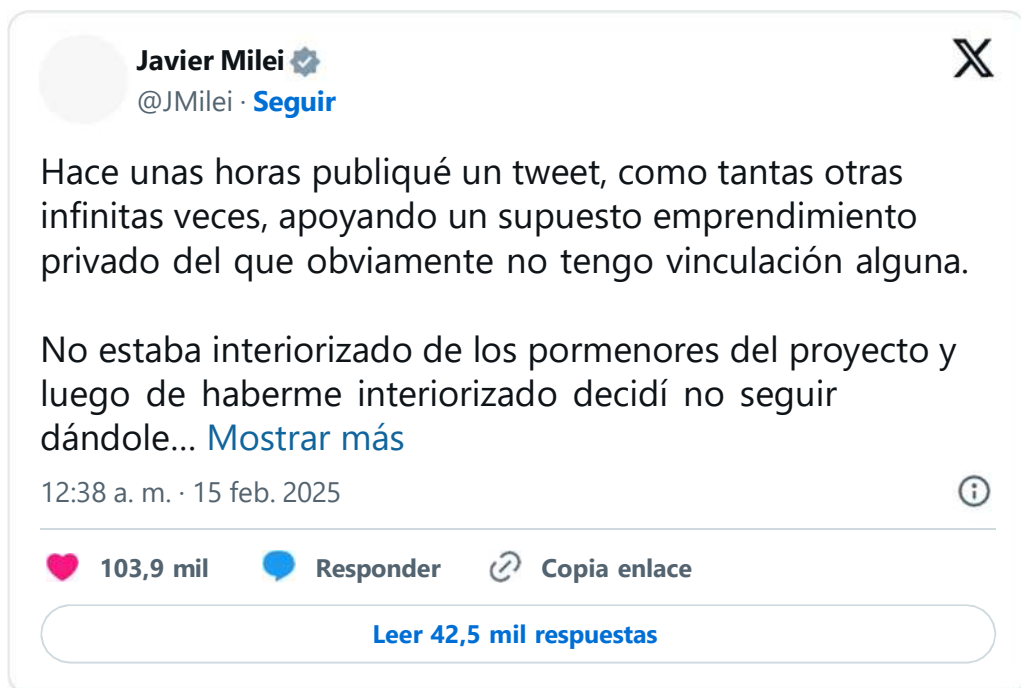 Javier Milei
@JMilei · Seguir
Hace unas horas publiqué un tweet, como tantas otras
infinitas veces, apoyando un supuesto emprendimiento
privado del que obviamente no tengo vinculación alguna.
No estaba interiorizado de los pormenores del proyecto y
luego de haberme interiorizado decidí no seguir
dándole... Mostrar más
12:38 a. m. · 15 feb. 2025
103,9 mil Responder Copia enlace
Leer 42,5 mil respuestas